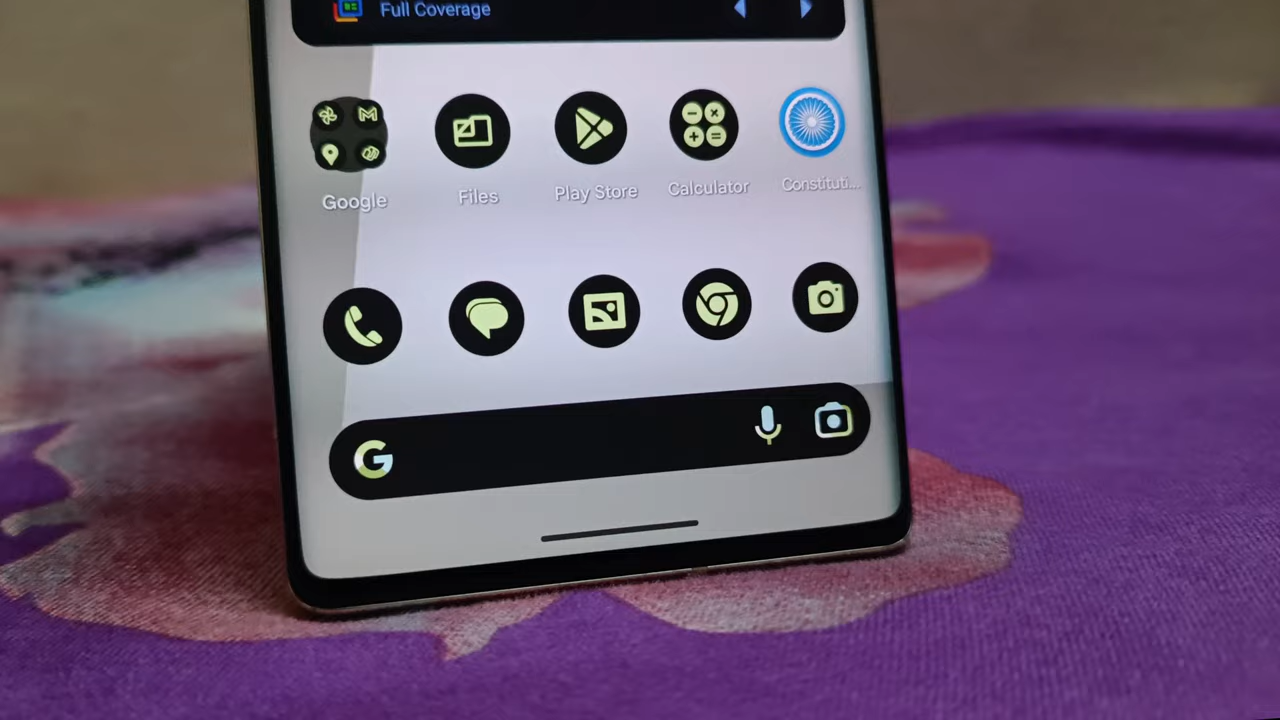 Full Coverage
Google
Files
Play Store
Calculator
Constituti...